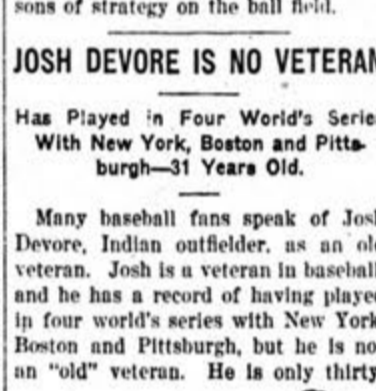 sons of strategy on the ball field.
JOSH DEVORE IS NO VETERAN
Has Played in Four World's Serie
With New York, Boston and Pitts-
burgh—31 Years Old.
Many baseball fans speak of Josh
Devore, Indian outfielder, as an old
veteran. Josh is a veteran in baseball
and he has a record of having playe
in four world's series with New York
Boston and Pittsburgh, but he is no
an "old" veteran. He is only thirty